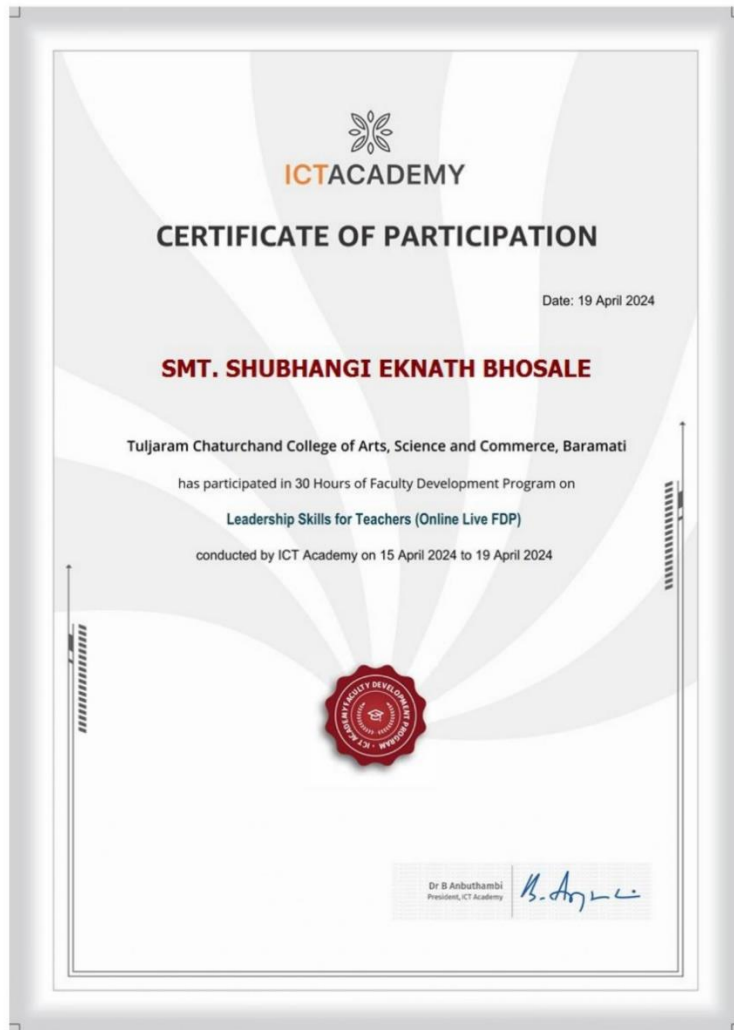 ICTACADEMY
CERTIFICATE OF PARTICIPATION
Date: 19 April 2024
SMT. SHUBHANGI EKNATH BHOSALE
Tuljaram Chaturchand College of Arts, Science and Commerce, Baramati
has participated in 30 Hours of Faculty Development Program on
Leadership Skills for Teachers (Online Live FDP)
conducted by ICT Academy on 15 April 2024 to 19 April 2024
FACULTY DEVELOPMENT PROGRAM · ICT ACADEMY
Dr B Anbuthambi
President, ICT Academy